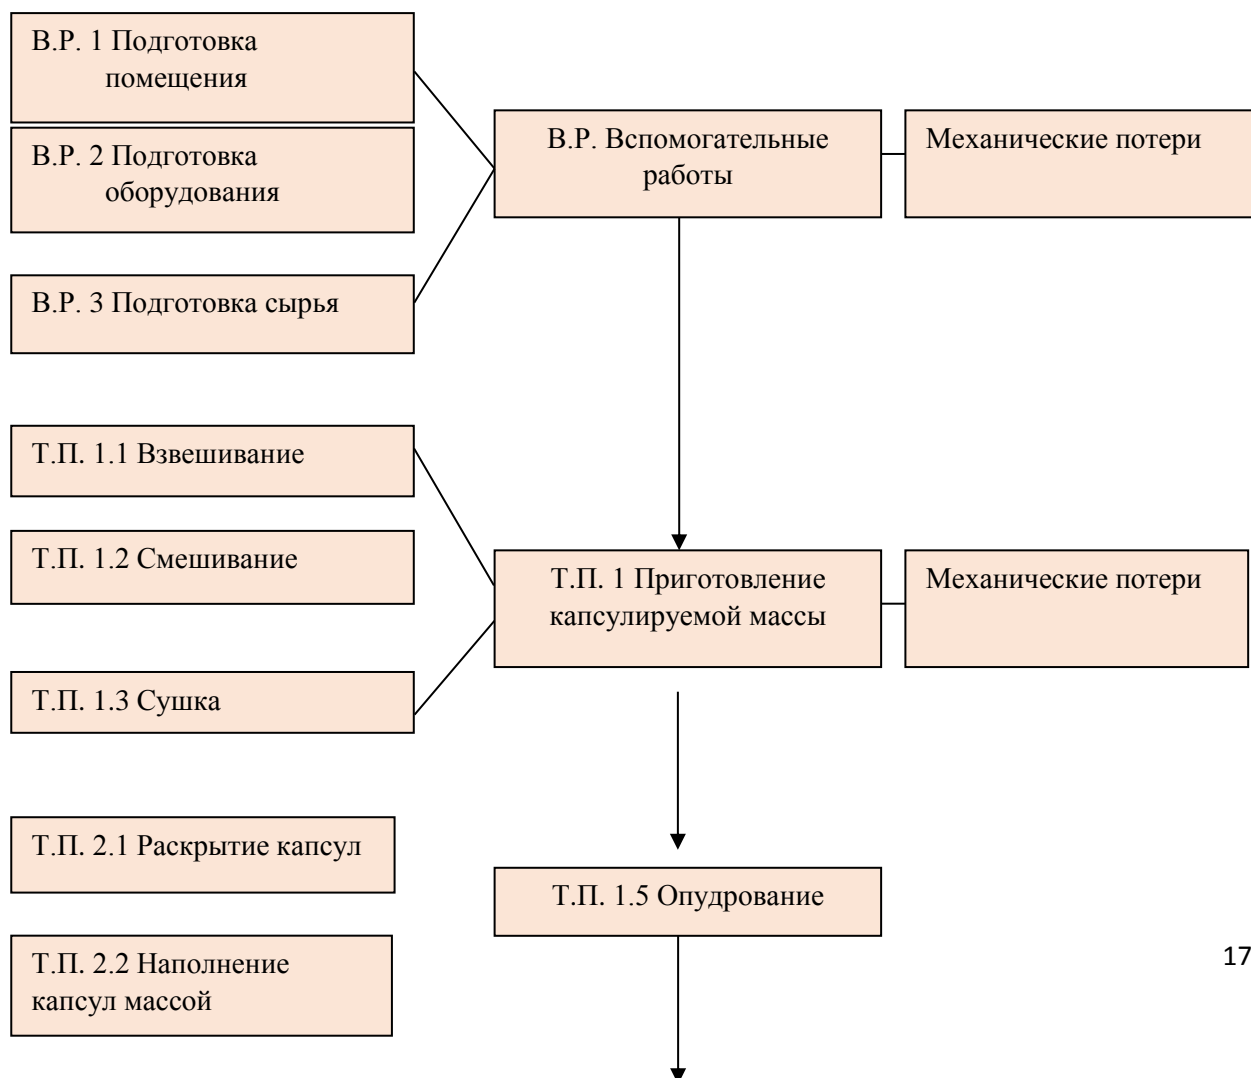 В.Р. 1 Подготовка
помещения
В.Р. 2 Подготовка
оборудования
В.Р. 3 Подготовка сырья
В.Р. Вспомогательные
работы
Механические потери
Т.П. 1.1 Взвешивание
Т.П. 1.2 Смешивание
Т.П. 1.3 Сушка
Т.П. 1 Приготовление
капсулируемой массы
Механические потери
Т.П. 2.1 Раскрытие капсул
Т.П. 2.2 Наполнение
капсул массой
Т.П. 1.5 Опудрование
17